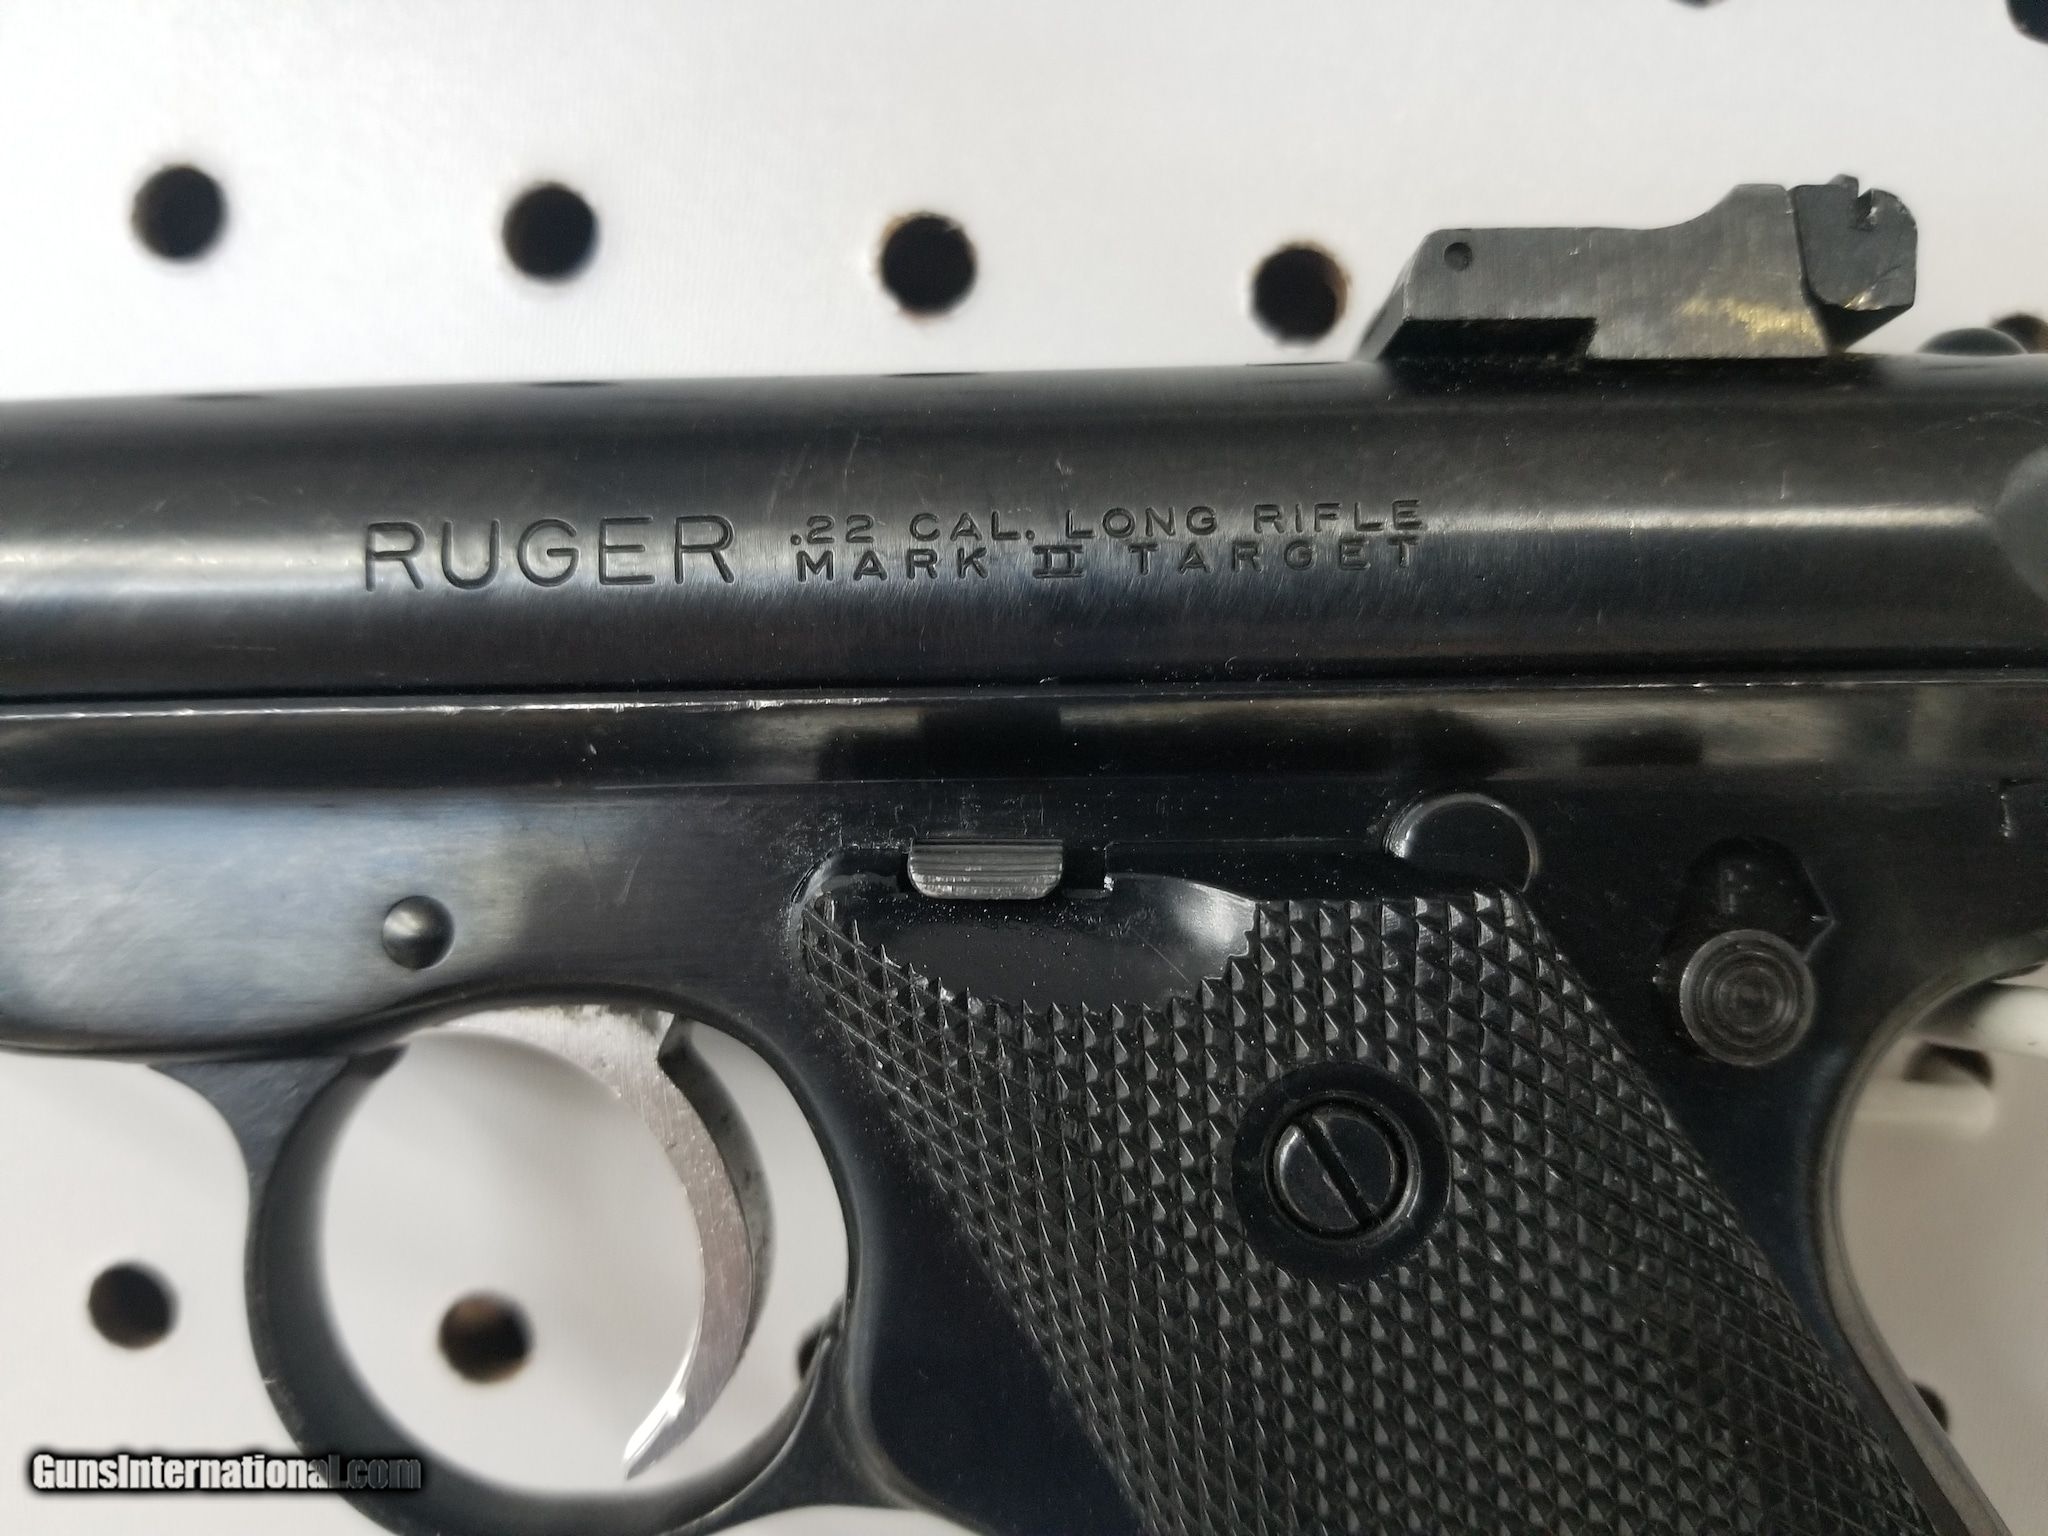 RUGER .22 CAL. LONG RIFLE
MARK II TARGET
GunsInternational.com